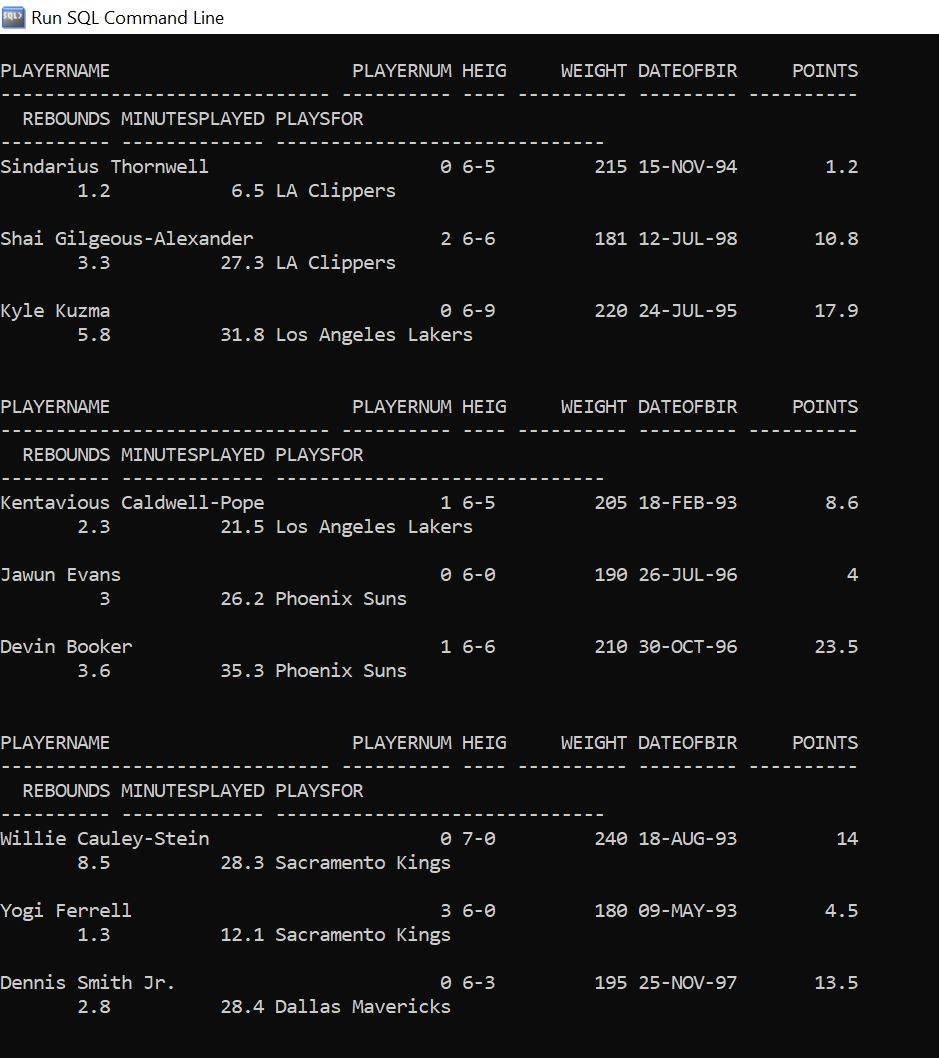 SQL>
Run SQL Command Line
PLAYERNAME                     PLAYERNUM HEIG     WEIGHT DATEOFBIR     POINTS
------------------------------ ---------- ---- ---------- --------- ----------
  REBOUNDS MINUTESPLAYED PLAYSFOR
---------- ------------- ------------------------------
Sindarius Thornwell                     0 6-5         215 15-NOV-94        1.2
       1.2           6.5 LA Clippers
Shai Gilgeous-Alexander                 2 6-6         181 12-JUL-98       10.8
       3.3          27.3 LA Clippers
Kyle Kuzma                              0 6-9         220 24-JUL-95       17.9
       5.8          31.8 Los Angeles Lakers
PLAYERNAME                     PLAYERNUM HEIG     WEIGHT DATEOFBIR     POINTS
------------------------------ ---------- ---- ---------- --------- ----------
  REBOUNDS MINUTESPLAYED PLAYSFOR
---------- ------------- ------------------------------
Kentavious Caldwell-Pope                1 6-5         205 18-FEB-93        8.6
       2.3          21.5 Los Angeles Lakers
Jawun Evans                             0 6-0         190 26-JUL-96          4
         3          26.2 Phoenix Suns
Devin Booker                            1 6-6         210 30-OCT-96       23.5
       3.6          35.3 Phoenix Suns
PLAYERNAME                     PLAYERNUM HEIG     WEIGHT DATEOFBIR     POINTS
------------------------------ ---------- ---- ---------- --------- ----------
  REBOUNDS MINUTESPLAYED PLAYSFOR
---------- ------------- ------------------------------
Willie Cauley-Stein                     0 7-0         240 18-AUG-93         14
       8.5          28.3 Sacramento Kings
Yogi Ferrell                            3 6-0         180 09-MAY-93        4.5
       1.3          12.1 Sacramento Kings
Dennis Smith Jr.                        0 6-3         195 25-NOV-97       13.5
       2.8          28.4 Dallas Mavericks